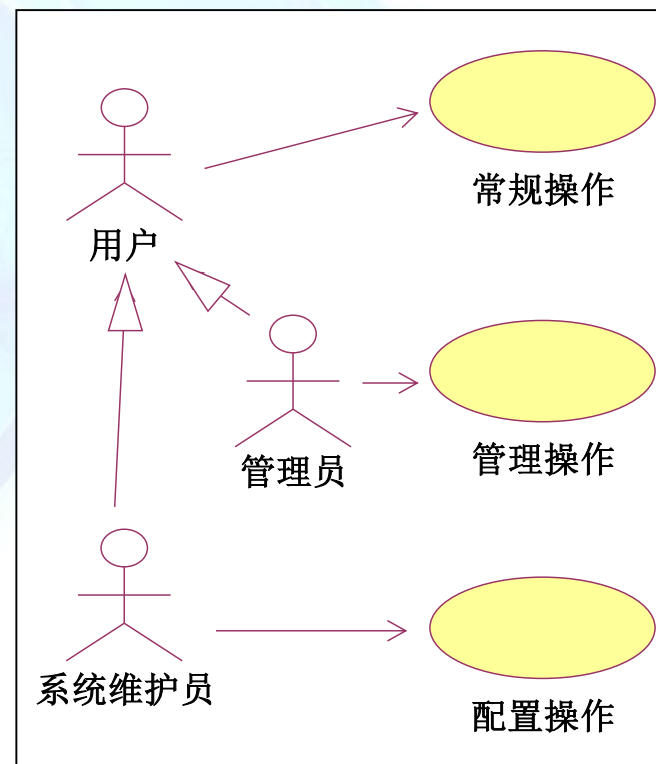 常规操作
用户
管理员
管理操作
系统维护员
配置操作